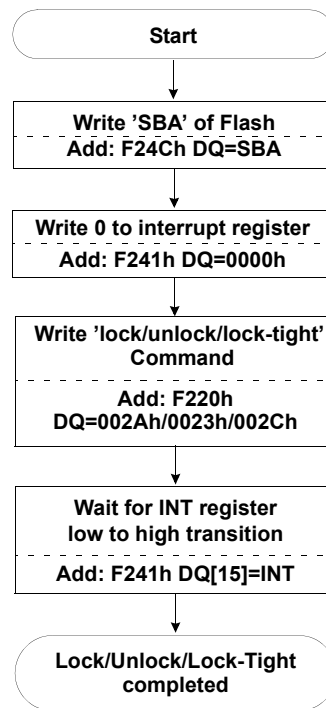 Start
Write ’SBA’ of Flash
Add: F24Ch DQ=SBA
Write 0 to interrupt register
Add: F241h DQ=0000h
Write ’lock/unlock/lock-tight’
Command
Add: F220h
DQ=002Ah/0023h/002Ch
Wait for INT register
low to high transition
Add: F241h DQ[15]=INT
Lock/Unlock/Lock-Tight
completed